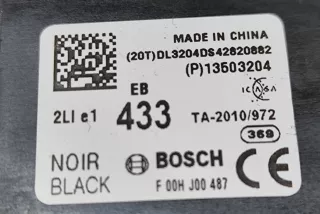 MADE IN CHINA
(20T)DL3204DS42820882
(P)13503204
EB
ICASA
2LI e1 433 TA-2010/972
369
NOIR
BLACK
CE BOSCH
F 00H J00 487